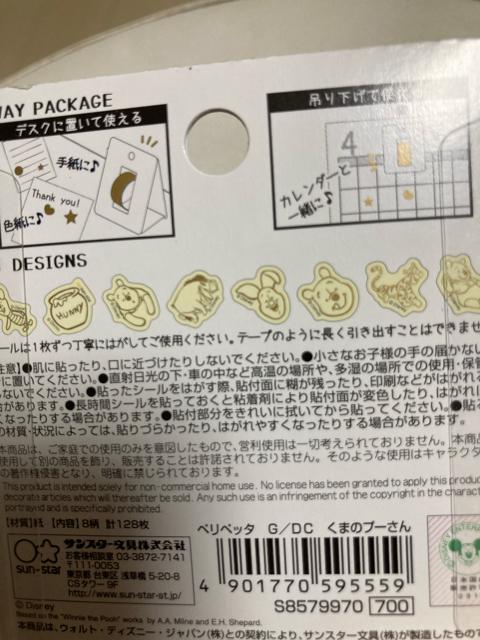 WAY PACKAGE
デスクに置いて使える
吊り下げて使
手紙に♪
Thank you!
色紙に♪
4
カレンダーと
一緒に♪
DESIGNS
HUNNY
ールは1枚ずつ丁寧にはがしてご使用ください。テープのように長く引き出すことはできませ
注意】●肌に貼ったり、口に近づけたりしないでください。●小さなお子様の手の届かない
に置いてください。●直射日光の下・車の中など高温の場所や、多湿の場所での使用・保管
ないでください。●貼ったシールをはがす際、貼付面に糊が残ったり、印刷などがはがれる
合があります。●長時間シールを貼っておくと粘着剤により貼付面が変色したり、はがし
くなったりする場合があります。●貼付部分をきれいに拭いてから貼ってください。●貼
の材質・状況によっては、貼りづらかったり、はがれやすくなったりする場合があります。
本商品は、ご家庭での使用のみを意図したもので、営利使用は一切考えられておりません。本商品
使用して別の商品を飾り、販売することは許諾されておりません。そのような使用はキャラクタ
の著作権侵害となり、明確に禁じられております。
This product is intended solely for non-commercial home use. No license has been granted to apply this product
decorate articles which will thereafter be sold. Any such use is an infringement of the copyright in the character
portrayed and is specifically prohibited.
【材質】紙 【内容】8柄 計128枚
sun-star
サンスター文具株式会社
お客様相談室 03-3872-7141
〒111-0053
東京都 台東区 浅草橋 5-20-8
CSタワー 9F
http://www.sun-star-st.jp/
ペリペッタ G/DC くまのプーさん
4 901770 595559
S8579970 700
© Disney
Based on the "Winnie the Pooh" works by A.A. Milne and E.H. Shepard.
本商品は、ウォルト・ディズニー・ジャパン(株)との契約により、サンスター文具(株)が製造したもので